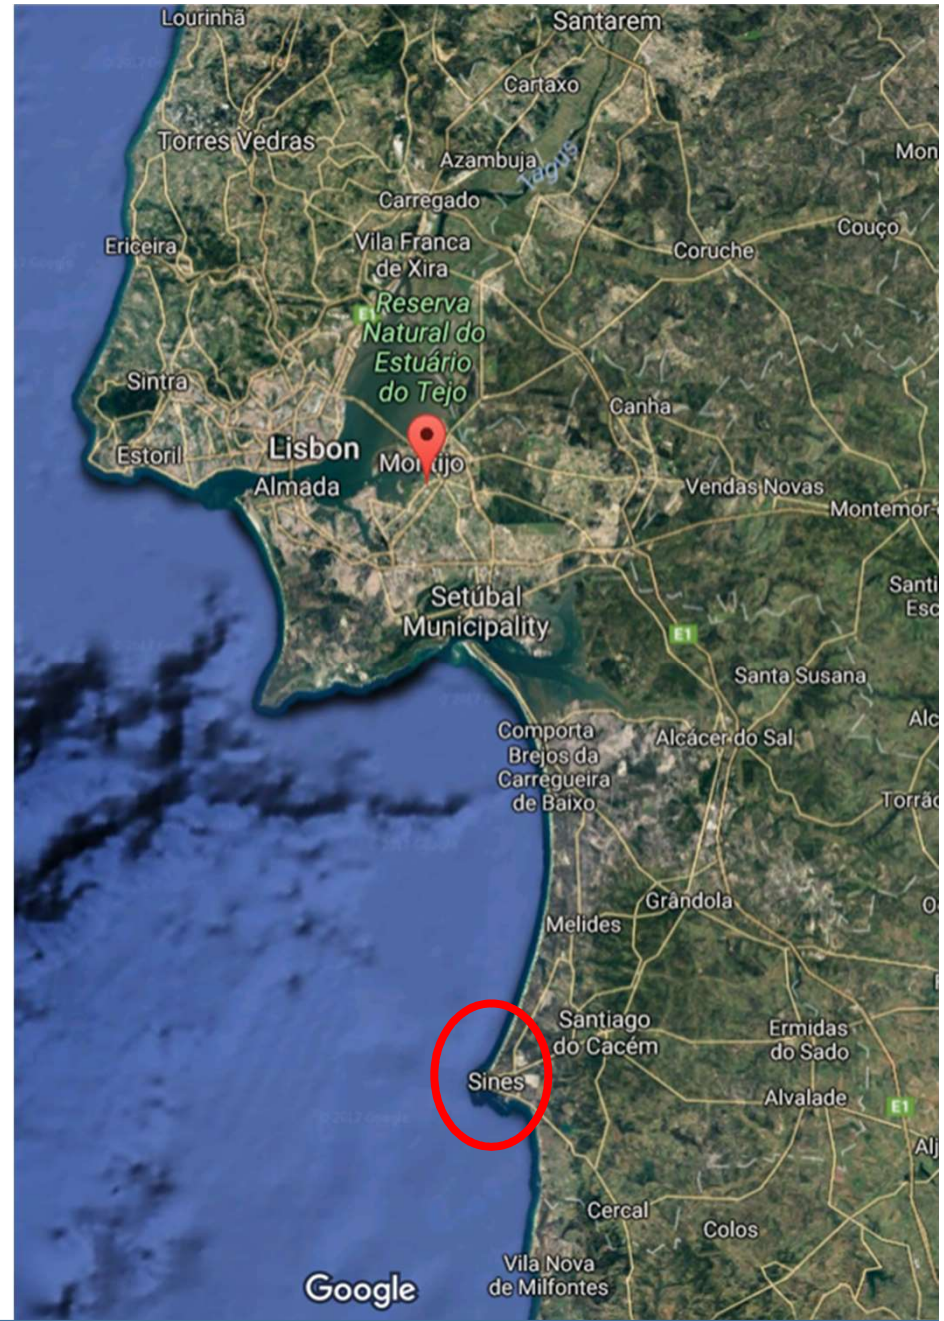 Lourinhã
Santarem
Cartaxo
Torres Vedras
Azambuja
Tagus
Mon
Carregado
Couço
Ericeira
Vila Franca
de Xira
Coruche
E1
Reserva
Natural do
Estuário
do Tejo
Sintra
Canha
Estoril
Lisbon
Montijo
Almada
Vendas Novas
Montemor-
Setúbal
Municipality
Santi
Esc
E1
Santa Susana
Comporta
Alcácer do Sal
Alc
Brejos da
Carregueira
de Baixo
Torrão
Grândola
Melides
Santiago
do Cacém
Ermidas
do Sado
Sines
Alvalade
E1
Alj
Cercal
Colos
Vila Nova
de Milfontes
Google